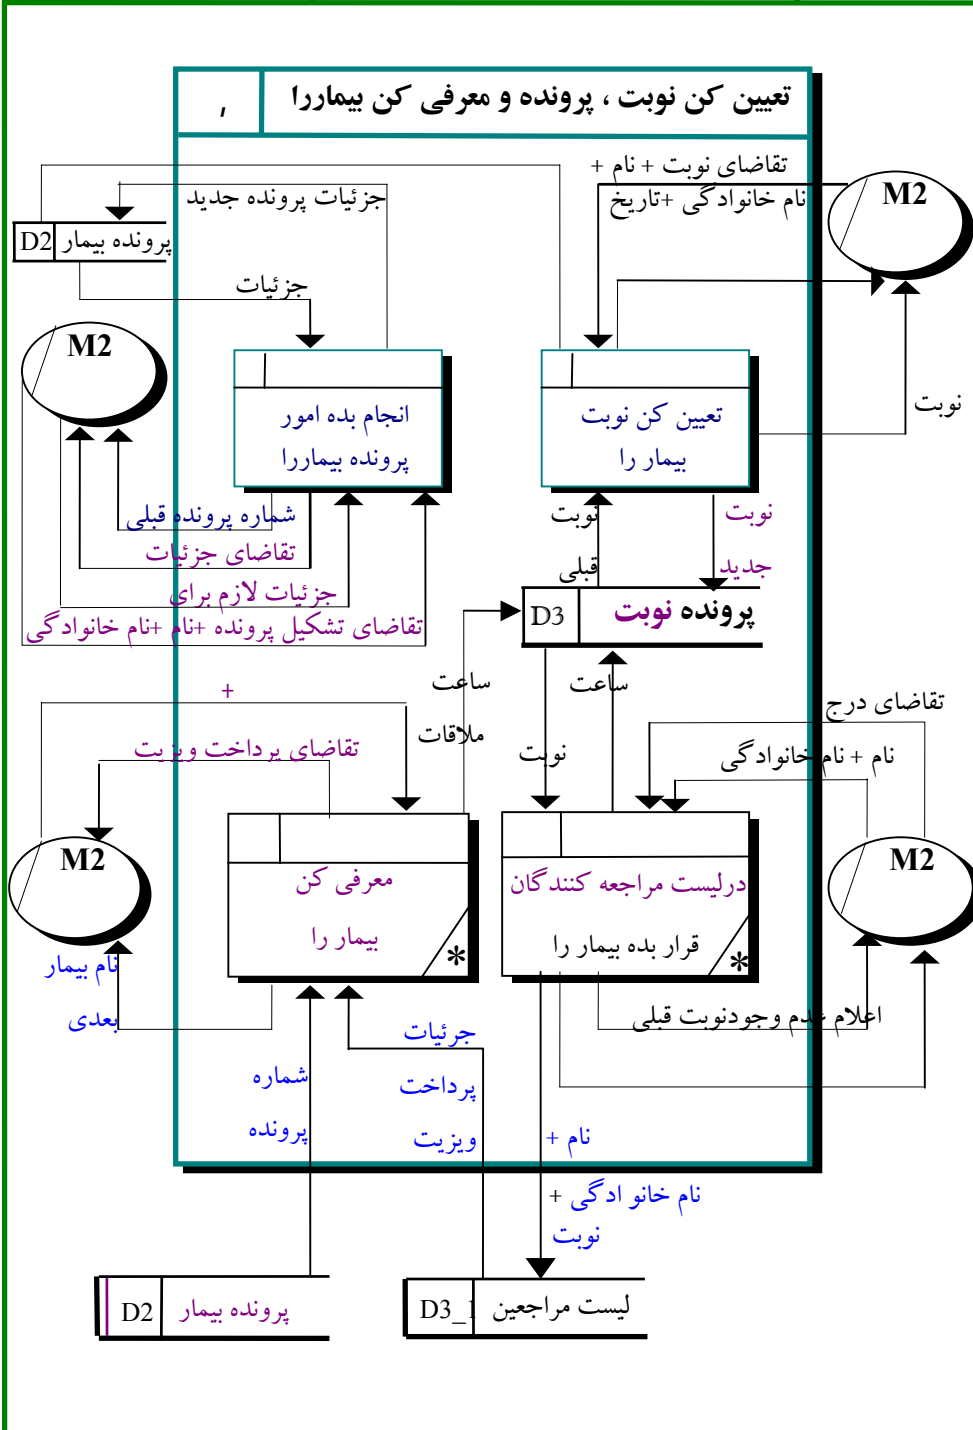 تعیین کن نوبت ، پرونده و معرفی کن بیماررا
,
تقاضای نوبت + نام +
نام خانوادگی +تاریخ
M2
جزئیات پرونده جدید
D2 پرونده بیمار
جزئیات
M2
انجام بده امور
پرونده بیماررا
تعیین کن نوبت
بیمار را
نوبت
شماره پرونده قبلی
تقاضای جزئیات
جزئیات لازم برای
تقاضای تشکیل پرونده +نام +نام خانوادگی
نوبت
قبلی
نوبت
جدید
D3 پرونده نوبت
ساعت
ملاقات
ساعت
نوبت
+
تقاضای پرداخت ویزیت
تقاضای درج
نام + نام خانوادگی
M2
معرفی کن
بیمار را
*
درلیست مراجعه کنندگان
قرار بده بیمار را
*
M2
نام بیمار
بعدی
اعلام عدم وجودنوبت قبلی
جرئیات
پرداخت
ویزیت
شماره
پرونده
نام +
نام خانو ادگی +
نوبت
D2 پرونده بیمار
D3_1 لیست مراجعین